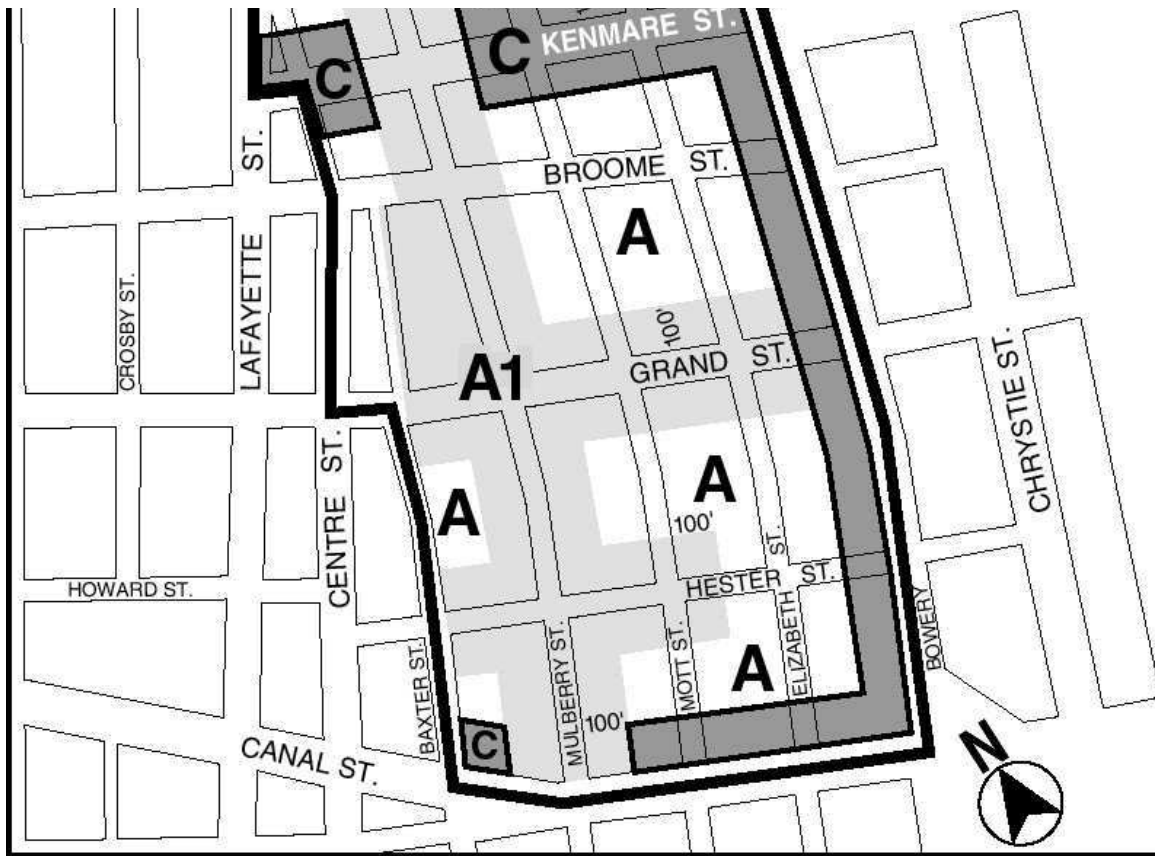 C
C
KENMARE ST.
ST.
LAFAYETTE
BROOME ST.
A
CROSBY ST.
100'
GRAND ST.
A1
CHRYSTIE ST.
CENTRE ST.
A
A
100'
HOWARD ST.
HESTER ST.
ST.
ELIZABETH
BOWERY
BAXTER ST.
MULBERRY ST.
MOTT ST.
A
100'
C
CANAL ST.
N